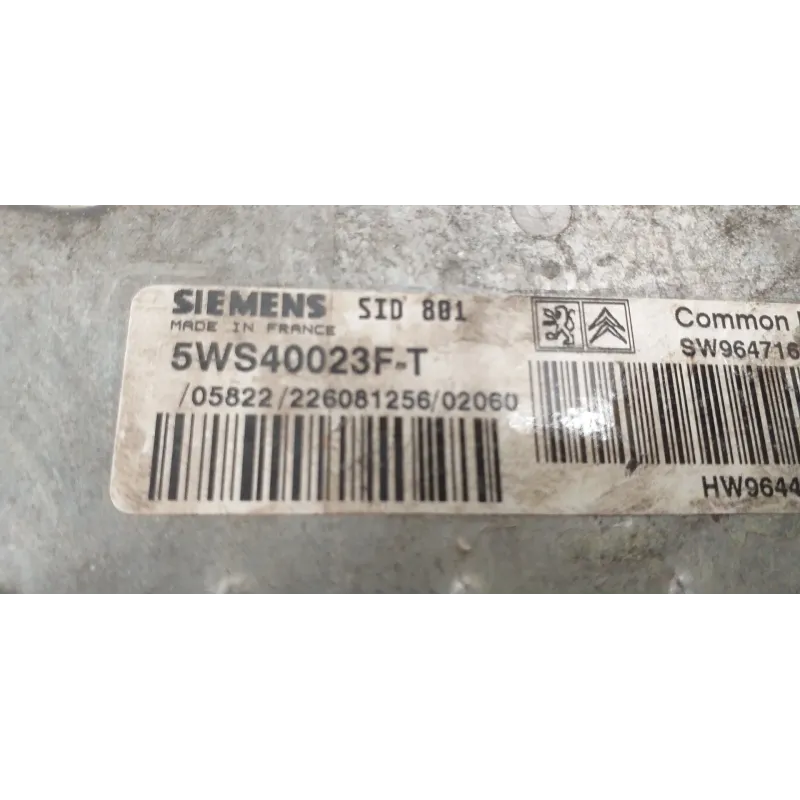 SIEMENS SID 801
MADE IN FRANCE
5WS40023F-T
/05822/226081256/02060
Common
SW964716
HW9644